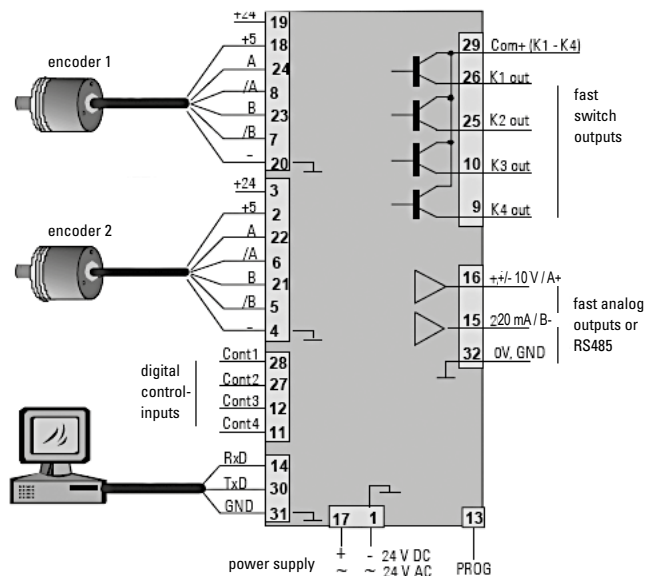 +24 19
+5 18
encoder 1
A 24
/A 8
B 23
/B 7
- 20
+24 3
+5 2
encoder 2
A 22
/A 6
B 21
/B 5
- 4
digital
control-
inputs
Cont1 28
Cont2 27
Cont3 12
Cont4 11
RxD 14
TxD 30
GND 31
29 Com+ (K1 - K4)
26 K1 out
25 K2 out
10 K3 out
9 K4 out
fast
switch
outputs
16 +,+/- 10 V / A+
15 220 mA / B-
32 0V, GND
fast analog
outputs or
RS485
17 1 13
power supply
+ - 24 V DC
~ ~ 24 V AC
PROG